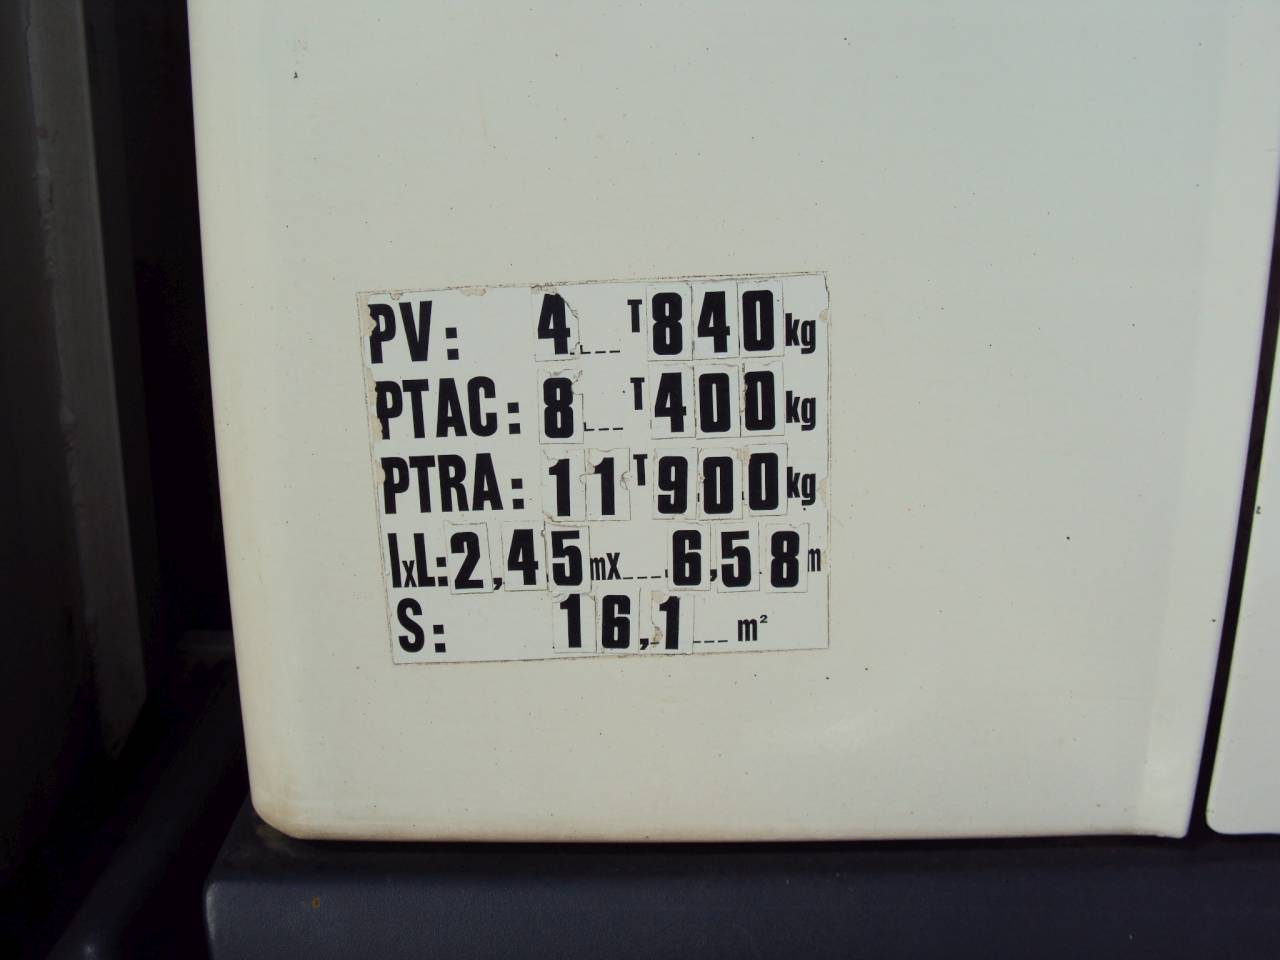 PV: 4 T 840 kg
PTAC: 8 T 400 kg
PTRA: 11 T 900 kg
lxL: 2,45 mx 6,58 m
S: 16,1 m²